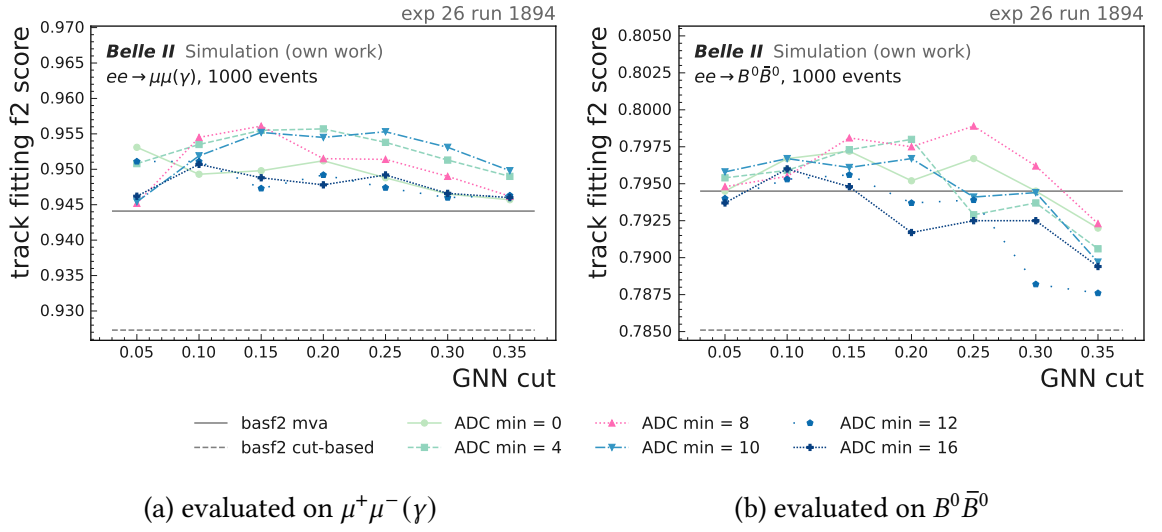 exp 26 run 1894
Belle II Simulation (own work)
ee → μμ(γ), 1000 events
track fitting f2 score
0.970
0.965
0.960
0.955
0.950
0.945
0.940
0.935
0.930
0.05 0.10 0.15 0.20 0.25 0.30 0.35
GNN cut
exp 26 run 1894
Belle II Simulation (own work)
ee → B⁰B̄⁰, 1000 events
track fitting f2 score
0.8050
0.8025
0.8000
0.7975
0.7950
0.7925
0.7900
0.7875
0.7850
0.05 0.10 0.15 0.20 0.25 0.30 0.35
GNN cut
basf2 mva ADC min = 0 ADC min = 8 ADC min = 12
basf2 cut-based ADC min = 4 ADC min = 10 ADC min = 16
(a) evaluated on μ⁺μ⁻(γ)
(b) evaluated on B⁰B̄⁰